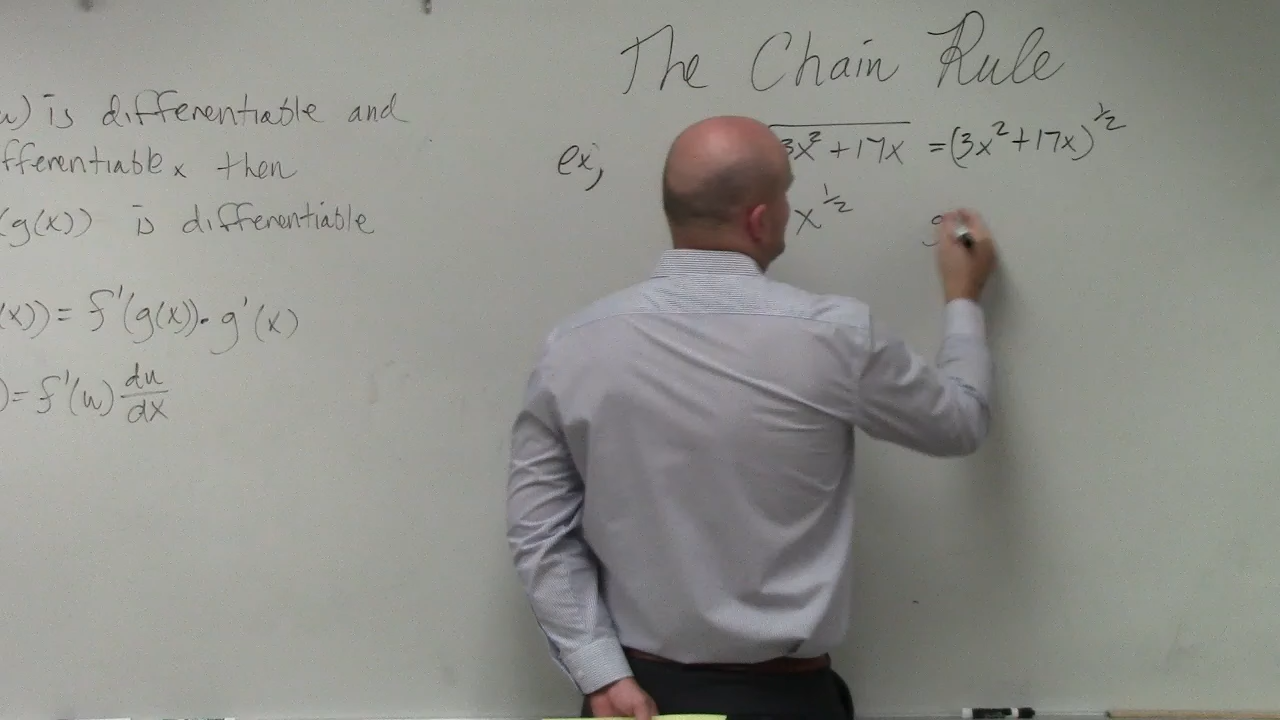 The Chain Rule
u) is differentiable and
fferentiable x then
(g(x)) is differentiable
(x)) = f'(g(x)) · g'(x)
) = f'(u) du/dx
ex, 3x² + 17x = (3x² + 17x)^½
x^½ g